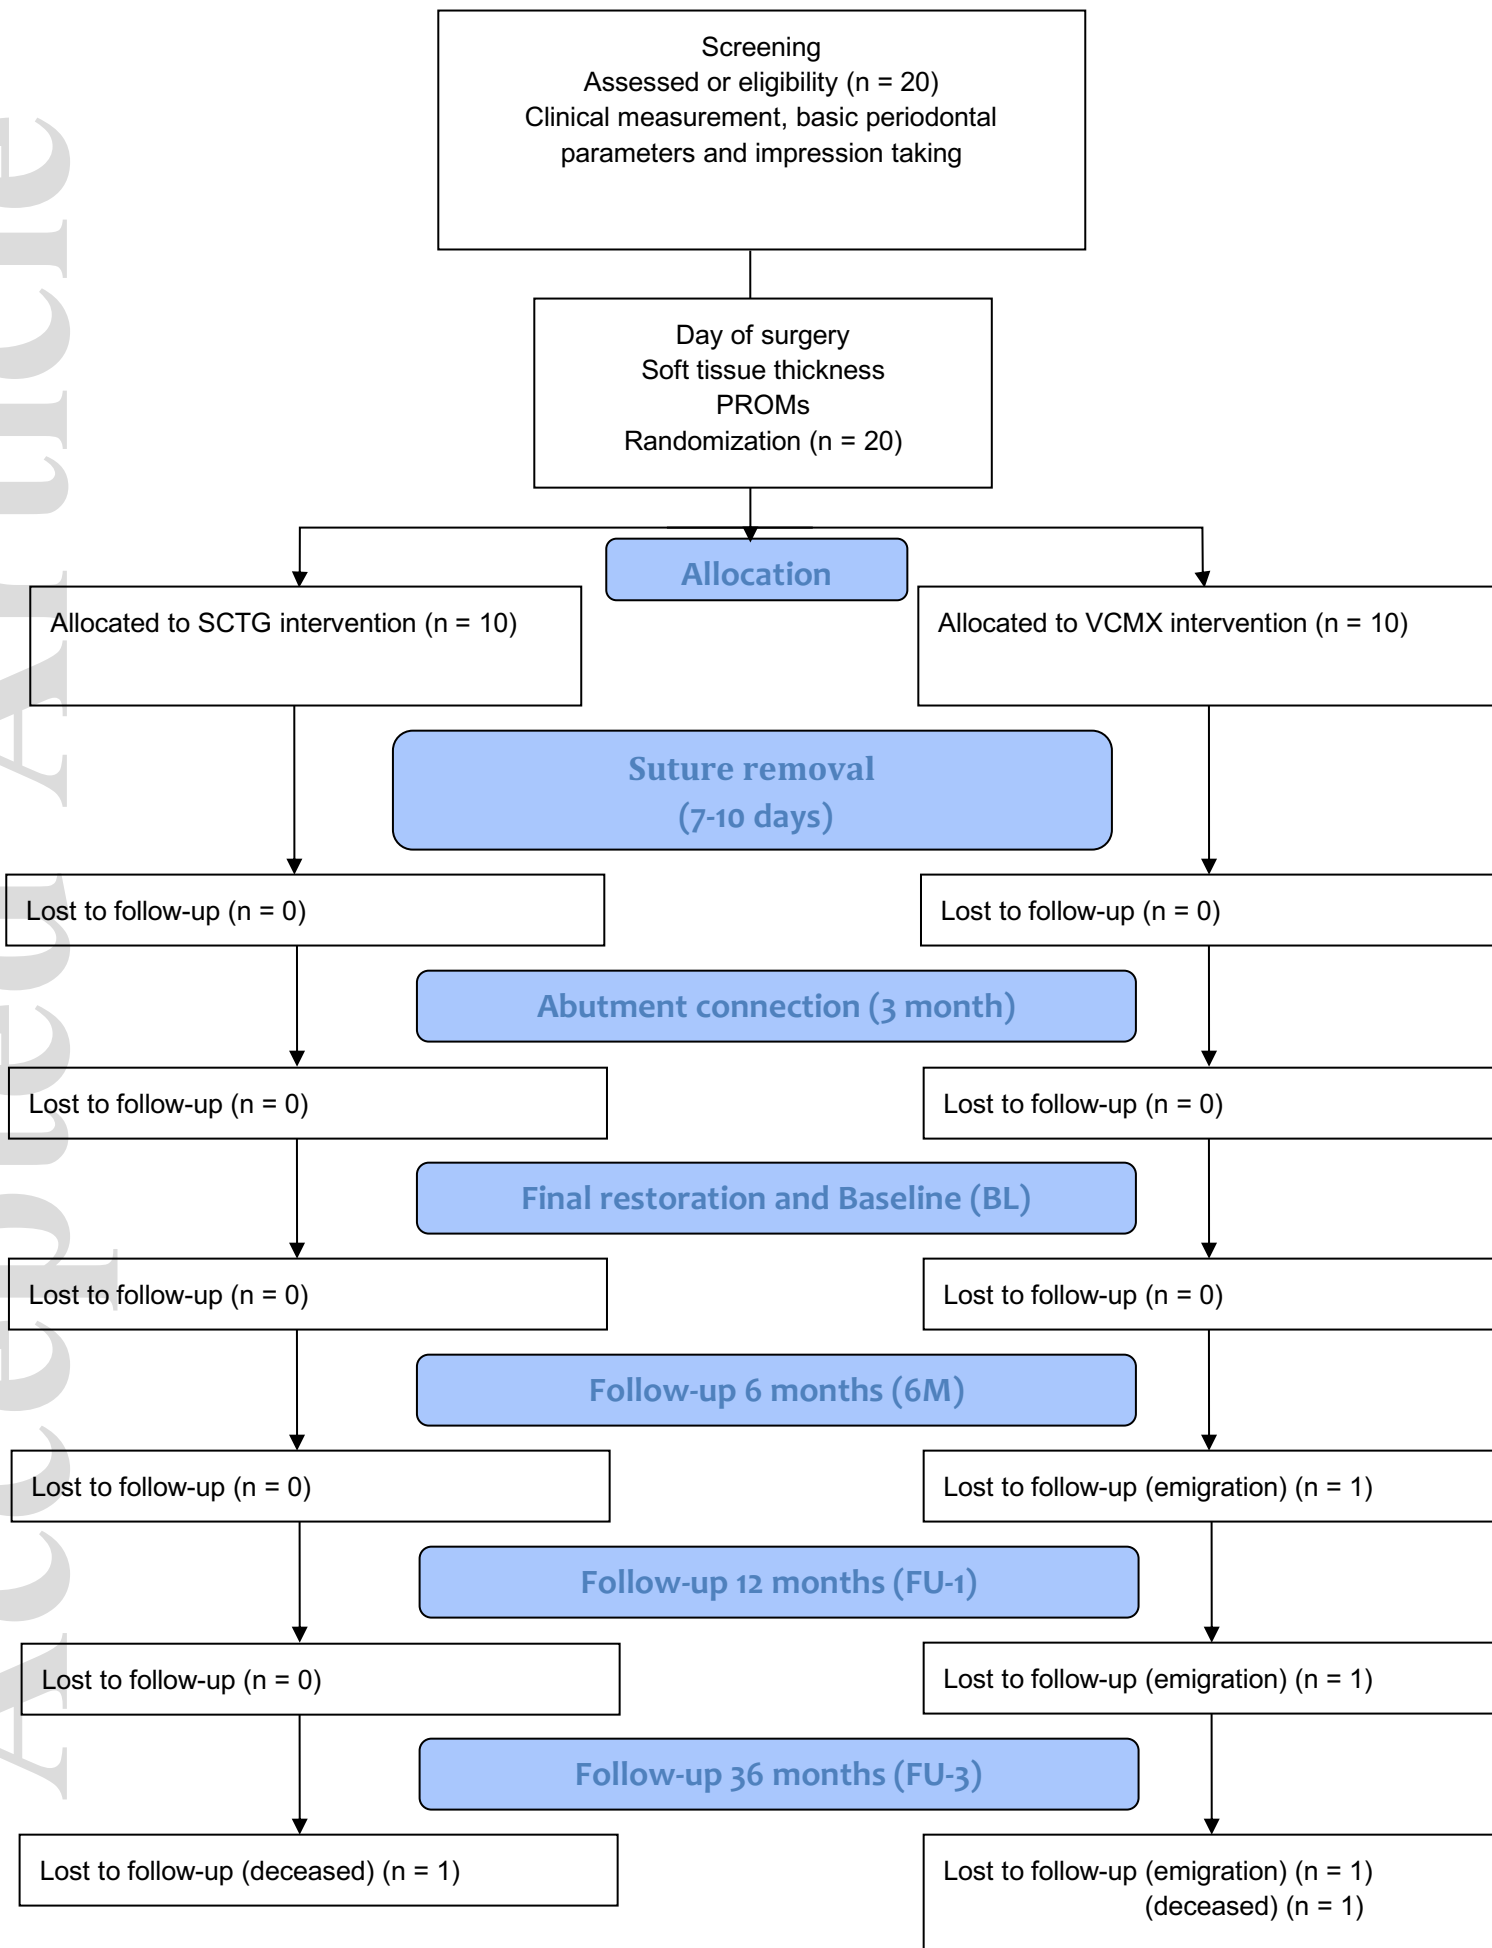 Screening
Assessed or eligibility (n = 20)
Clinical measurement, basic periodontal
parameters and impression taking
Day of surgery
Soft tissue thickness
PROMs
Randomization (n = 20)
Allocation
Allocated to SCTG intervention (n = 10)
Allocated to VCMX intervention (n = 10)
Suture removal
(7-10 days)
Lost to follow-up (n = 0)
Lost to follow-up (n = 0)
Abutment connection (3 month)
Lost to follow-up (n = 0)
Lost to follow-up (n = 0)
Final restoration and Baseline (BL)
Lost to follow-up (n = 0)
Lost to follow-up (n = 0)
Follow-up 6 months (6M)
Lost to follow-up (n = 0)
Lost to follow-up (emigration) (n = 1)
Follow-up 12 months (FU-1)
Lost to follow-up (n = 0)
Lost to follow-up (emigration) (n = 1)
Follow-up 36 months (FU-3)
Lost to follow-up (deceased) (n = 1)
Lost to follow-up (emigration) (n = 1)
(deceased) (n = 1)
Accepted Article